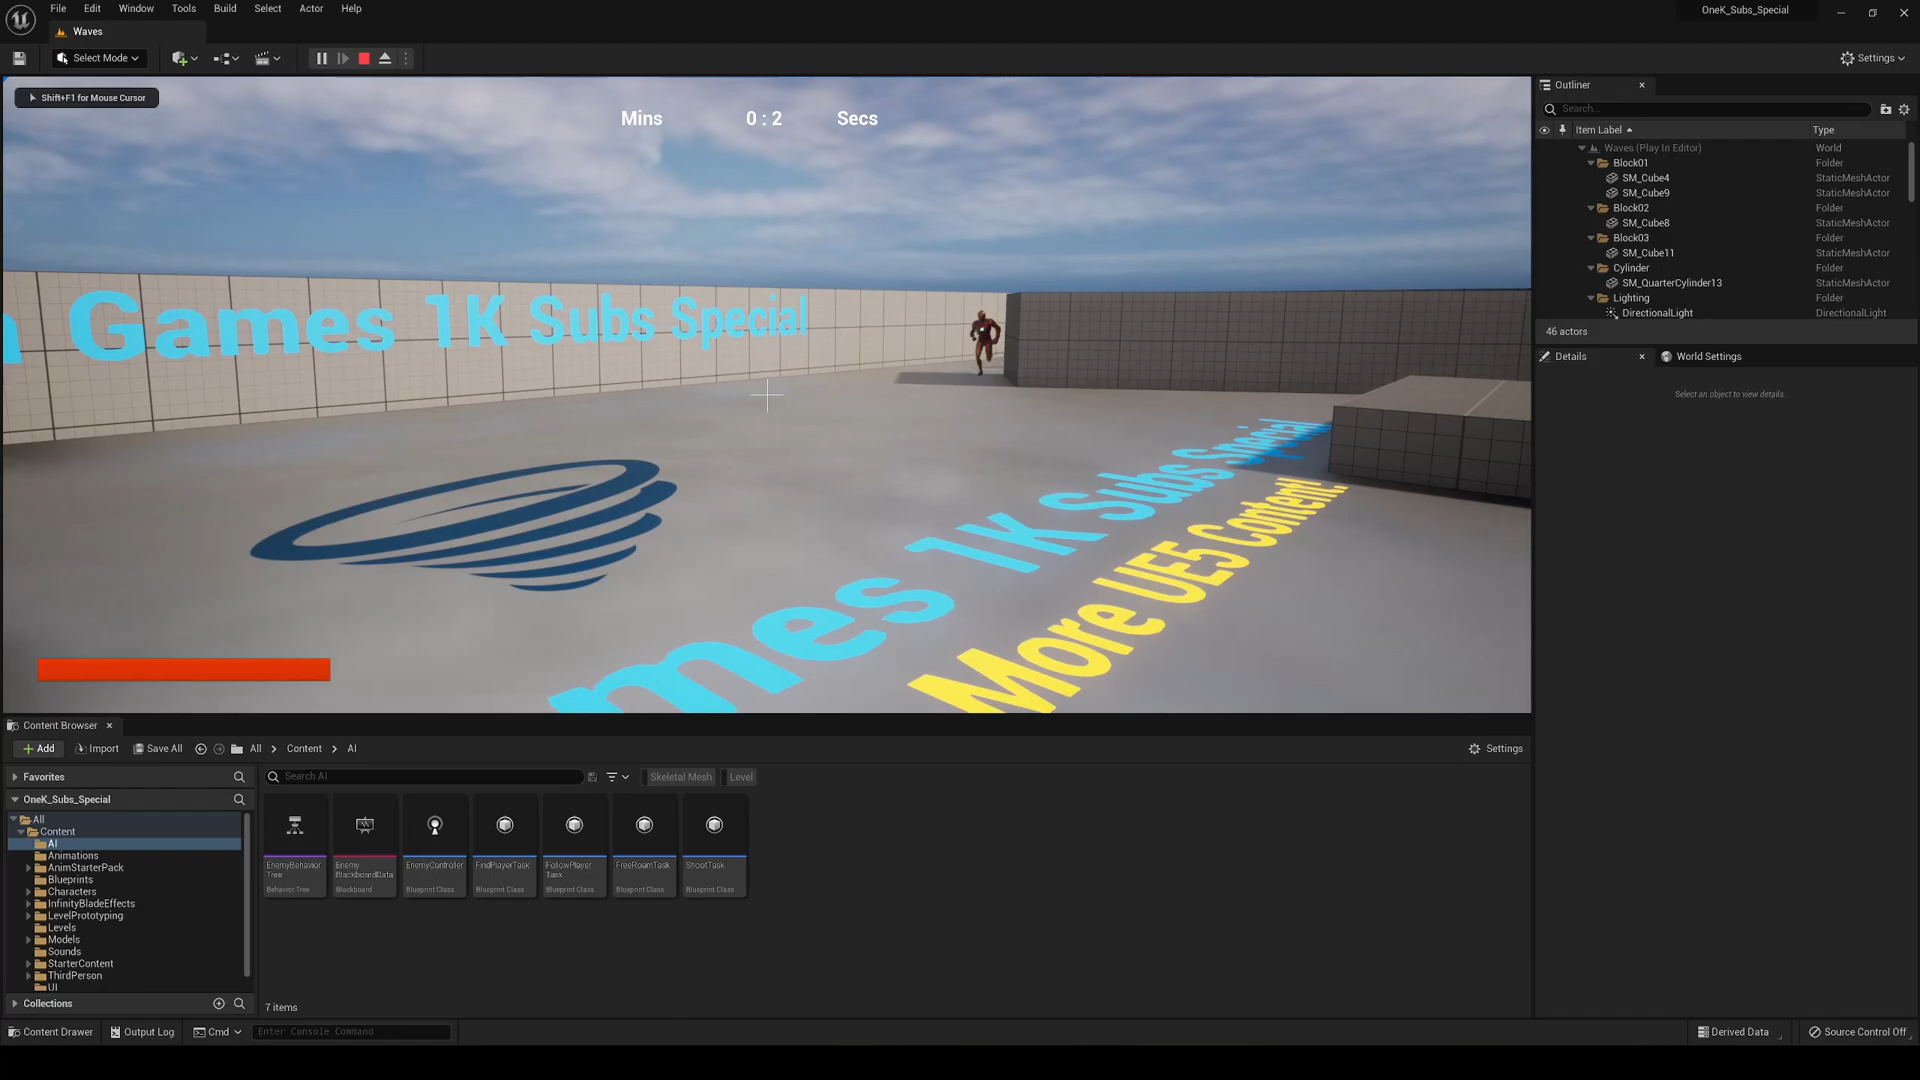 File Edit Window Tools Build Select Actor Help
OneK_Subs_Special
Waves
Select Mode
Settings
Shift+F1 for Mouse Cursor
Mins 0 : 2 Secs
Games 1K Subs Special
mes 1K Subs Special
More UE5 Content!
Outliner
Search...
Item Label Type
Waves (Play In Editor) World
Block01 Folder
SM_Cube4 StaticMeshActor
SM_Cube9 StaticMeshActor
Block02 Folder
SM_Cube8 StaticMeshActor
Block03 Folder
SM_Cube11 StaticMeshActor
Cylinder Folder
SM_QuarterCylinder13 StaticMeshActor
Lighting Folder
DirectionalLight DirectionalLight
46 actors
Details World Settings
Select an object to view details.
Content Browser
Add Import Save All All Content AI Settings
Favorites
OneK_Subs_Special
All
Content
AI
Animations
AnimStarterPack
Blueprints
Characters
InfinityBladeEffects
LevelPrototyping
Levels
Models
Sounds
StarterContent
ThirdPerson
UI
Collections
Search AI
Skeletal Mesh Level
EnemyBehavior
Tree
Behavior Tree
Enemy
BlackboardData
Blackboard
EnemyController
Blueprint Class
FindPlayerTask
Blueprint Class
FollowPlayer
Task
Blueprint Class
FreeRoamTask
Blueprint Class
ShootTask
Blueprint Class
7 items
Content Drawer Output Log Cmd Enter Console Command Derived Data Source Control Off